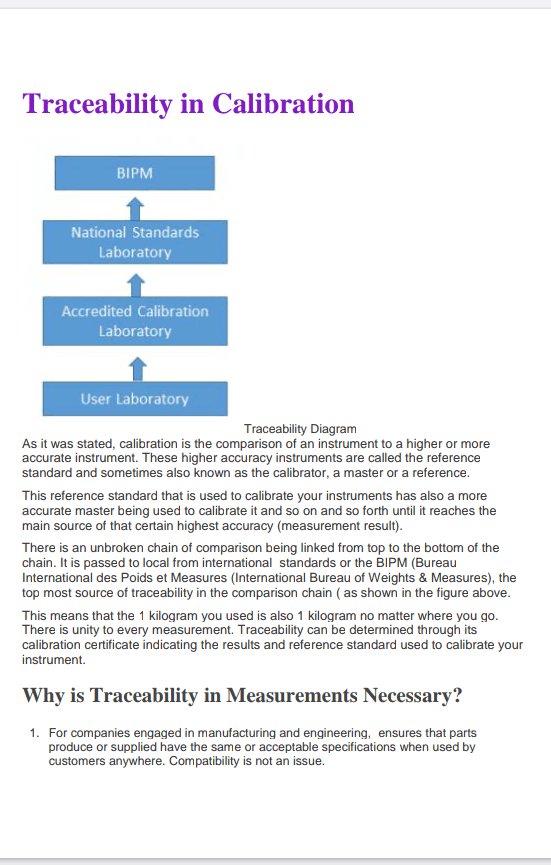 Traceability in Calibration
BIPM
National Standards
Laboratory
Accredited Calibration
Laboratory
User Laboratory
Traceability Diagram
As it was stated, calibration is the comparison of an instrument to a higher or more
accurate instrument. These higher accuracy instruments are called the reference
standard and sometimes also known as the calibrator, a master or a reference.
This reference standard that is used to calibrate your instruments has also a more
accurate master being used to calibrate it and so on and so forth until it reaches the
main source of that certain highest accuracy (measurement result).
There is an unbroken chain of comparison being linked from top to the bottom of the
chain. It is passed to local from international  standards or the BIPM (Bureau
International des Poids et Measures (International Bureau of Weights & Measures), the
top most source of traceability in the comparison chain ( as shown in the figure above.
This means that the 1 kilogram you used is also 1 kilogram no matter where you go.
There is unity to every measurement. Traceability can be determined through its
calibration certificate indicating the results and reference standard used to calibrate your
instrument.
Why is Traceability in Measurements Necessary?
1. For companies engaged in manufacturing and engineering,  ensures that parts
produce or supplied have the same or acceptable specifications when used by
customers anywhere. Compatibility is not an issue.